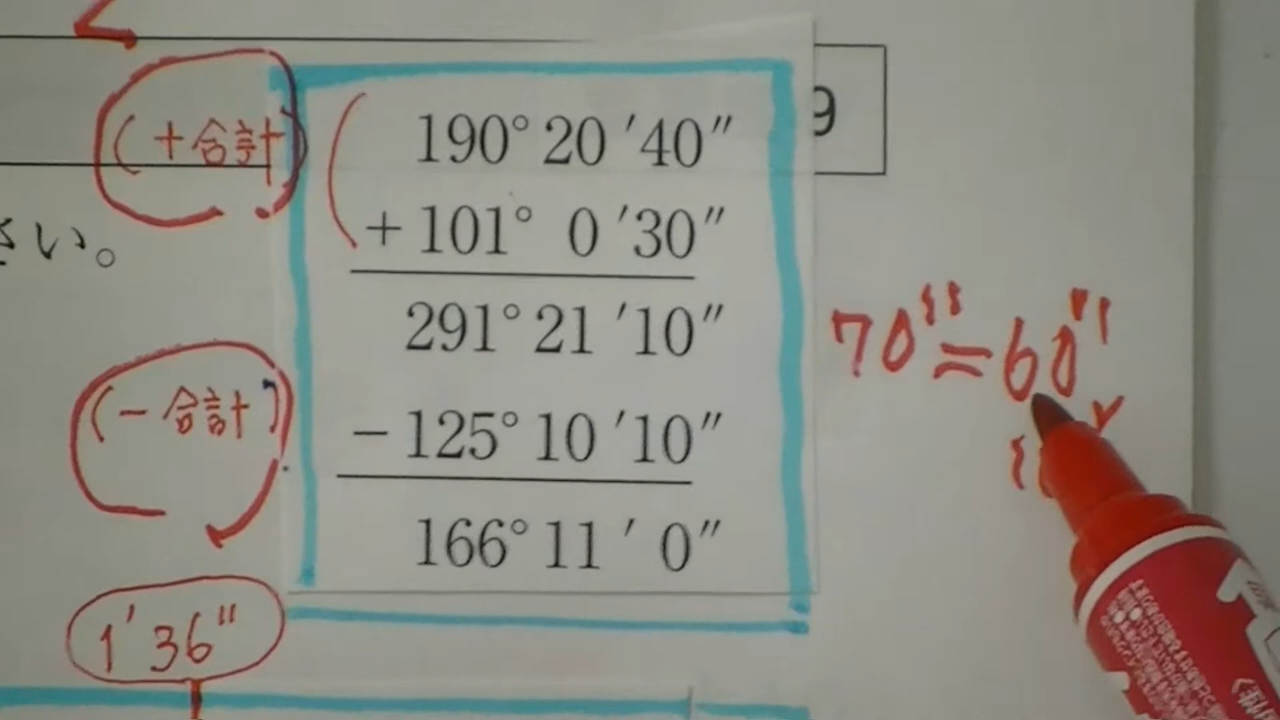 9
(+合計)
190° 20 ′40″
+101° 0 ′30″
さい。
291° 21 ′10″
70″=60″
(-合計)
-125° 10 ′10″
166° 11 ′ 0″
1′36″